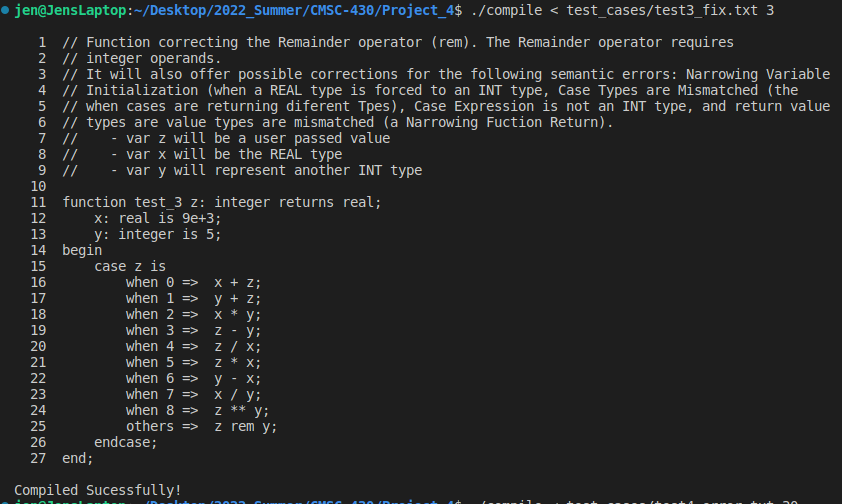 jen@JensLaptop:~/Desktop/2022_Summer/CMSC-430/Project_4$ ./compile < test_cases/test3_fix.txt 3
1 // Function correcting the Remainder operator (rem). The Remainder operator requires
2 // integer operands.
3 // It will also offer possible corrections for the following semantic errors: Narrowing Variable
4 // Initialization (when a REAL type is forced to an INT type, Case Types are Mismatched (the
5 // when cases are returning diferent Tpes), Case Expression is not an INT type, and return value
6 // types are value types are mismatched (a Narrowing Fuction Return).
7 //    - var z will be a user passed value
8 //    - var x will be the REAL type
9 //    - var y will represent another INT type
10
11 function test_3 z: integer returns real;
12     x: real is 9e+3;
13     y: integer is 5;
14 begin
15     case z is
16         when 0 =>  x + z;
17         when 1 =>  y + z;
18         when 2 =>  x * y;
19         when 3 =>  z - y;
20         when 4 =>  z / x;
21         when 5 =>  z * x;
22         when 6 =>  y - x;
23         when 7 =>  x / y;
24         when 8 =>  z ** y;
25         others =>  z rem y;
26     endcase;
27 end;
Compiled Sucessfully!